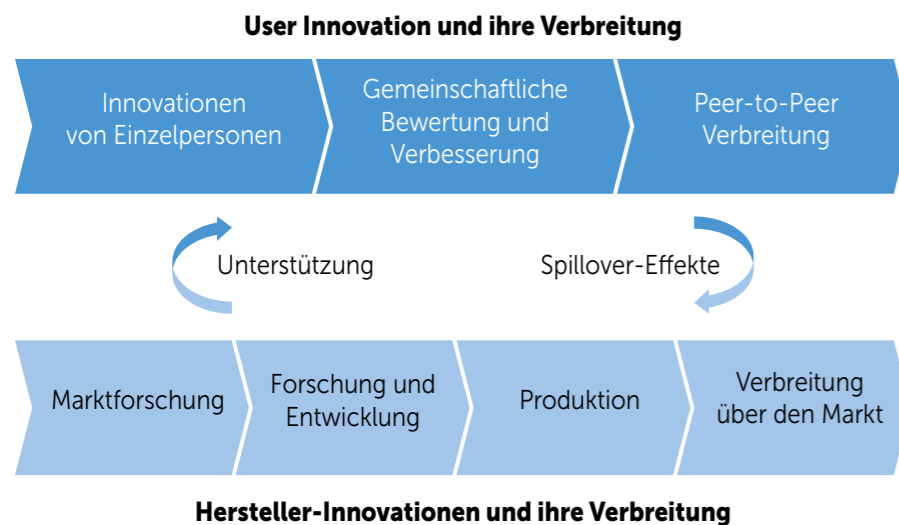 User Innovation und ihre Verbreitung
Innovationen
von Einzelpersonen
Gemeinschaftliche
Bewertung und
Verbesserung
Peer-to-Peer
Verbreitung
Unterstützung
Spillover-Effekte
Marktforschung
Forschung und
Entwicklung
Produktion
Verbreitung
über den Markt
Hersteller-Innovationen und ihre Verbreitung